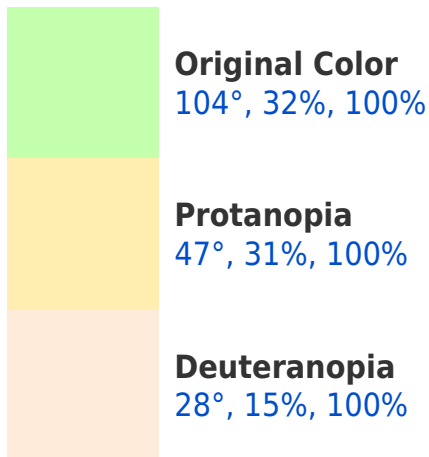 Original Color
104°, 32%, 100%
Protanopia
47°, 31%, 100%
Deuteranopia
28°, 15%, 100%